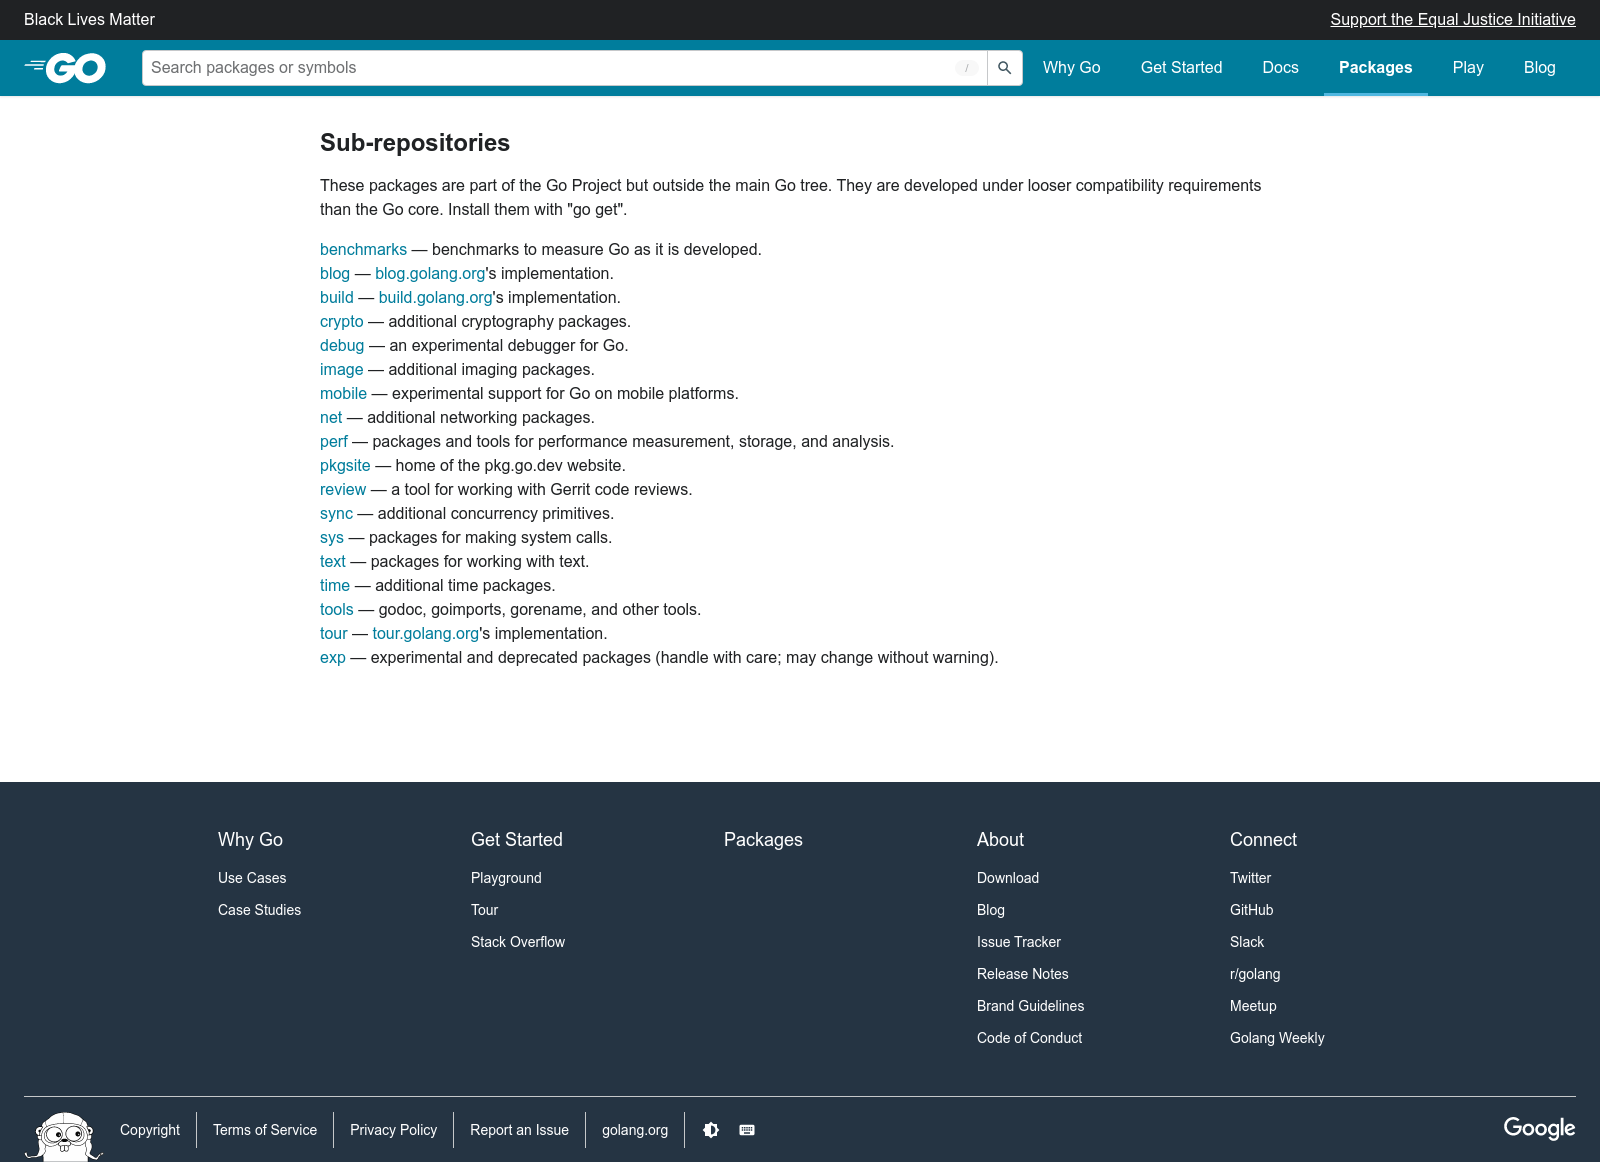 Black Lives Matter
Support the Equal Justice Initiative
GO
Search packages or symbols /
Why Go Get Started Docs Packages Play Blog
Sub-repositories
These packages are part of the Go Project but outside the main Go tree. They are developed under looser compatibility requirements
than the Go core. Install them with "go get".
benchmarks — benchmarks to measure Go as it is developed.
blog — blog.golang.org's implementation.
build — build.golang.org's implementation.
crypto — additional cryptography packages.
debug — an experimental debugger for Go.
image — additional imaging packages.
mobile — experimental support for Go on mobile platforms.
net — additional networking packages.
perf — packages and tools for performance measurement, storage, and analysis.
pkgsite — home of the pkg.go.dev website.
review — a tool for working with Gerrit code reviews.
sync — additional concurrency primitives.
sys — packages for making system calls.
text — packages for working with text.
time — additional time packages.
tools — godoc, goimports, gorename, and other tools.
tour — tour.golang.org's implementation.
exp — experimental and deprecated packages (handle with care; may change without warning).
Why Go
Use Cases
Case Studies
Get Started
Playground
Tour
Stack Overflow
Packages
About
Download
Blog
Issue Tracker
Release Notes
Brand Guidelines
Code of Conduct
Connect
Twitter
GitHub
Slack
r/golang
Meetup
Golang Weekly
Copyright
Terms of Service
Privacy Policy
Report an Issue
golang.org
Google